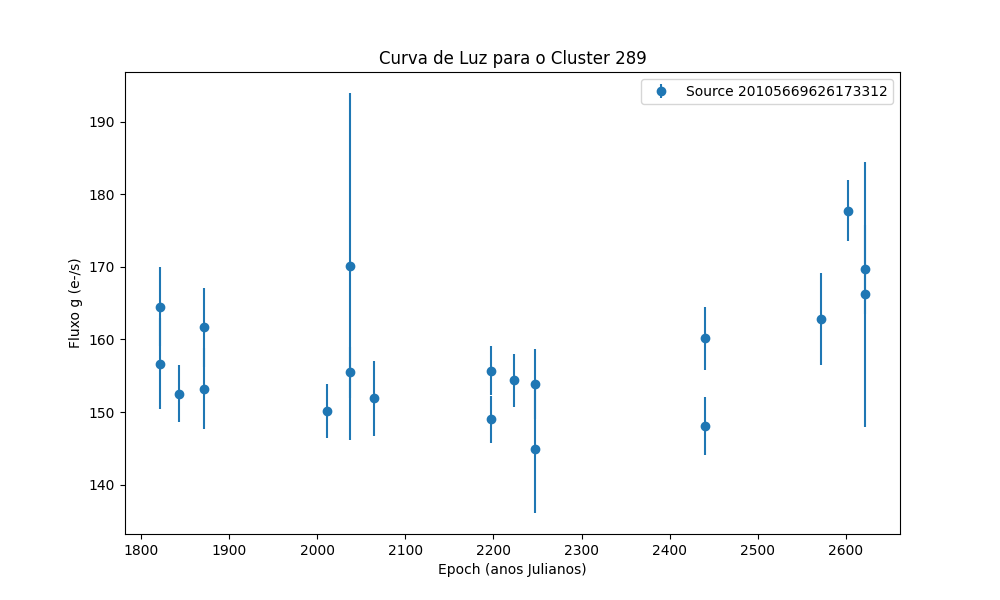 Curva de Luz para o Cluster 289
Source 20105669626173312
Fluxo g (e-/s)
190
180
170
160
150
140
1800 1900 2000 2100 2200 2300 2400 2500 2600
Epoch (anos Julianos)